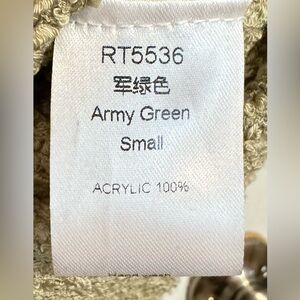 RT5536
军绿色
Army Green
Small
ACRYLIC 100%